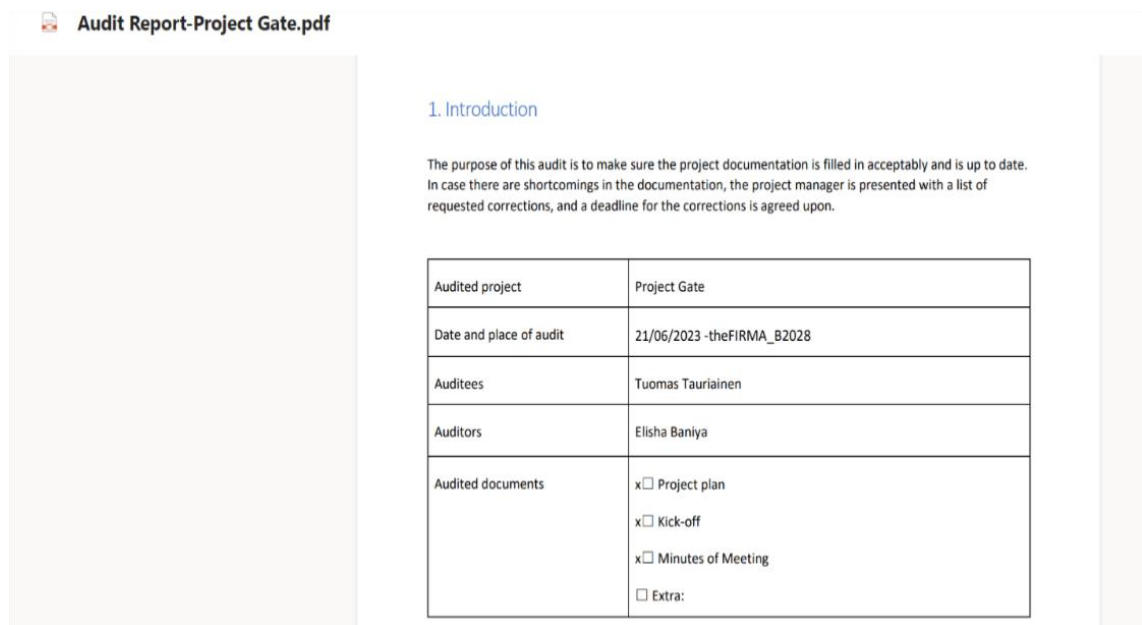 Audit Report-Project Gate.pdf
1. Introduction
The purpose of this audit is to make sure the project documentation is filled in acceptably and is up to date.
In case there are shortcomings in the documentation, the project manager is presented with a list of
requested corrections, and a deadline for the corrections is agreed upon.
Audited project Project Gate
Date and place of audit 21/06/2023 -theFIRMA_B2028
Auditees Tuomas Tauriainen
Auditors Elisha Baniya
Audited documents x☐ Project plan
x☐ Kick-off
x☐ Minutes of Meeting
☐ Extra: